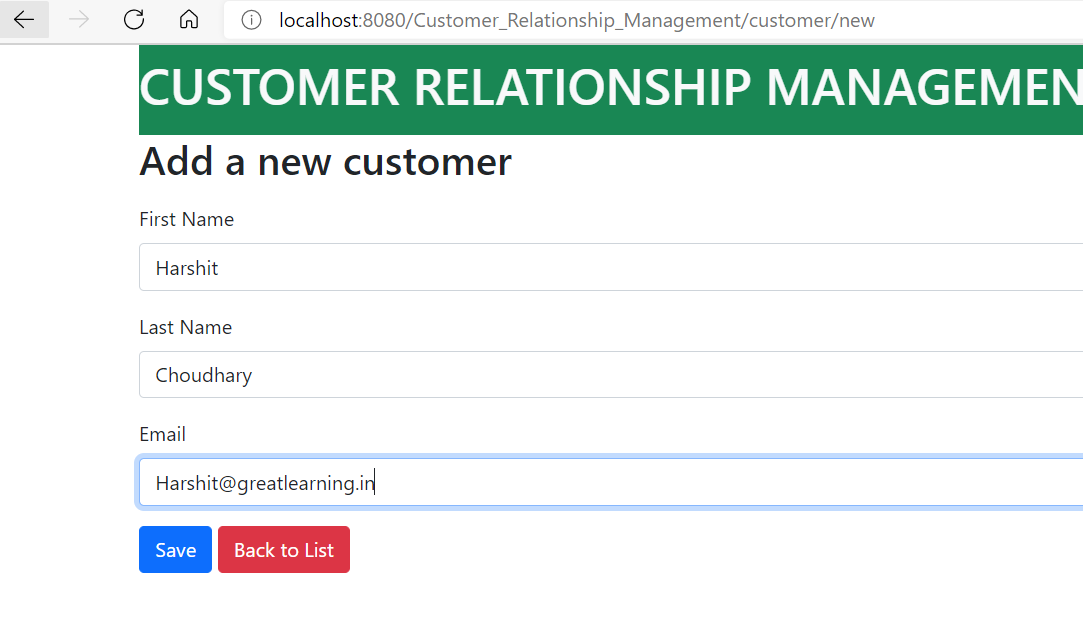 localhost:8080/Customer_Relationship_Management/customer/new
CUSTOMER RELATIONSHIP MANAGEMEN
Add a new customer
First Name
Harshit
Last Name
Choudhary
Email
Harshit@greatlearning.in
Save Back to List